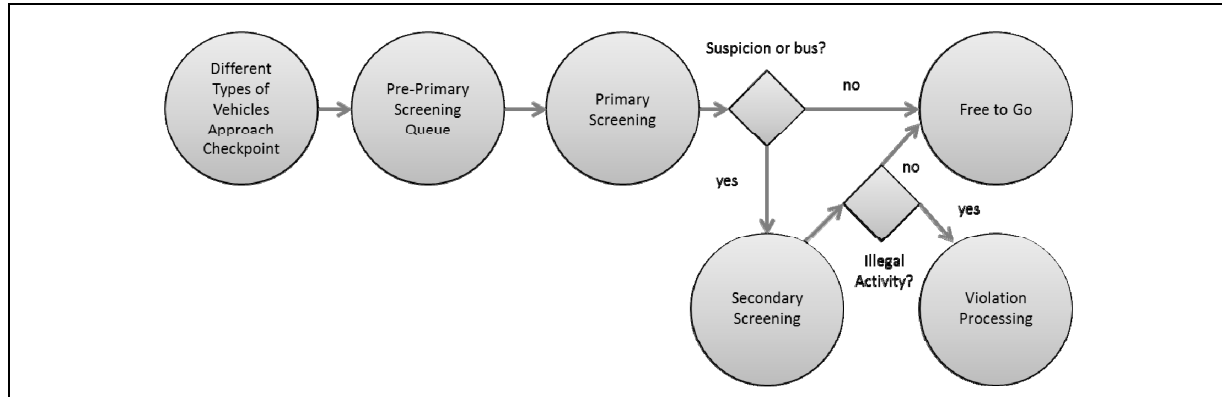 Different
Types of
Vehicles
Approach
Checkpoint
Pre-Primary
Screening
Queue
Primary
Screening
Suspicion or bus?
no
Free to Go
yes
Secondary
Screening
Illegal
Activity?
no
yes
Violation
Processing